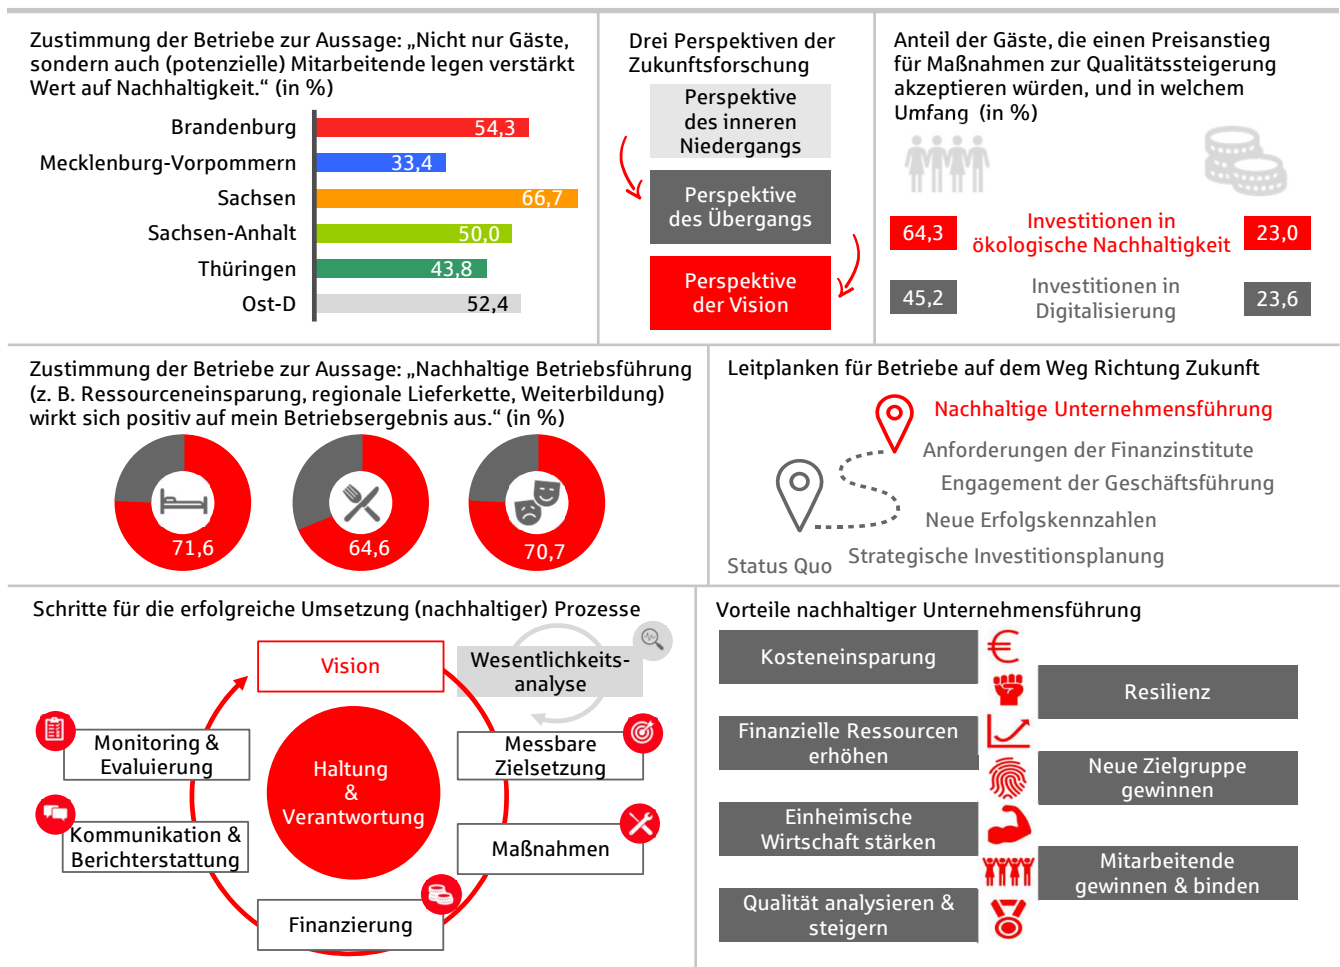 Zustimmung der Betriebe zur Aussage: „Nicht nur Gäste,
sondern auch (potenzielle) Mitarbeitende legen verstärkt
Wert auf Nachhaltigkeit.“ (in %)
Brandenburg 54,3
Mecklenburg-Vorpommern 33,4
Sachsen 66,7
Sachsen-Anhalt 50,0
Thüringen 43,8
Ost-D 52,4
Drei Perspektiven der
Zukunftsforschung
Perspektive
des inneren
Niedergangs
Perspektive
des Übergangs
Perspektive
der Vision
Anteil der Gäste, die einen Preisanstieg
für Maßnahmen zur Qualitätssteigerung
akzeptieren würden, und in welchem
Umfang (in %)
64,3
Investitionen in
ökologische Nachhaltigkeit
23,0
45,2
Investitionen in
Digitalisierung
23,6
Zustimmung der Betriebe zur Aussage: „Nachhaltige Betriebsführung
(z. B. Ressourceneinsparung, regionale Lieferkette, Weiterbildung)
wirkt sich positiv auf mein Betriebsergebnis aus.“ (in %)
71,6
64,6
70,7
Leitplanken für Betriebe auf dem Weg Richtung Zukunft
Nachhaltige Unternehmensführung
Anforderungen der Finanzinstitute
Engagement der Geschäftsführung
Neue Erfolgskennzahlen
Strategische Investitionsplanung
Status Quo
Schritte für die erfolgreiche Umsetzung (nachhaltiger) Prozesse
Vision
Wesentlichkeits-
analyse
Messbare
Zielsetzung
Maßnahmen
Finanzierung
Kommunikation &
Berichterstattung
Monitoring &
Evaluierung
Haltung
&
Verantwortung
Vorteile nachhaltiger Unternehmensführung
Kosteneinsparung
Resilienz
Finanzielle Ressourcen
erhöhen
Neue Zielgruppe
gewinnen
Einheimische
Wirtschaft stärken
Mitarbeitende
gewinnen & binden
Qualität analysieren &
steigern